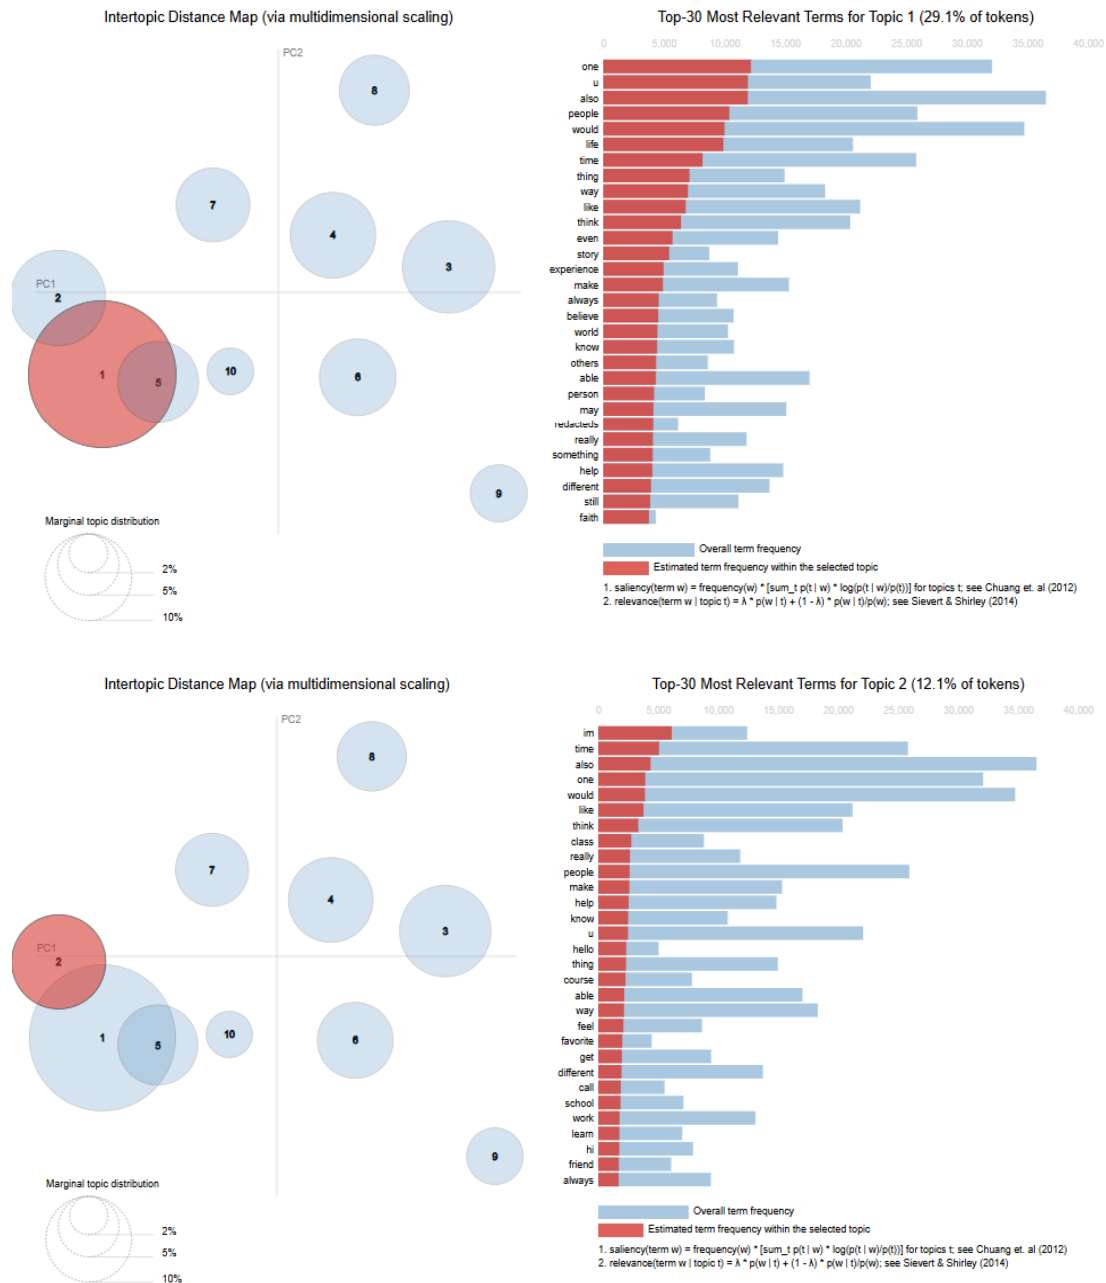 Intertopic Distance Map (via multidimensional scaling)
PC2
PC1
8
7
4
3
2
1
5
10
6
9
Marginal topic distribution
2%
5%
10%
Top-30 Most Relevant Terms for Topic 1 (29.1% of tokens)
0 5,000 10,000 15,000 20,000 25,000 30,000 35,000 40,000
one
u
also
people
would
life
time
thing
way
like
think
even
story
experience
make
always
believe
world
know
others
able
person
may
redacteds
really
something
help
different
still
faith
Overall term frequency
Estimated term frequency within the selected topic
1. saliency(term w) = frequency(w) * [sum_t p(t | w) * log(p(t | w)/p(t))] for topics t; see Chuang et. al (2012)
2. relevance(term w | topic t) = λ * p(w | t) + (1 - λ) * p(w | t)/p(w); see Sievert & Shirley (2014)
Intertopic Distance Map (via multidimensional scaling)
PC2
PC1
8
7
4
3
2
1
5
10
6
9
Marginal topic distribution
2%
5%
10%
Top-30 Most Relevant Terms for Topic 2 (12.1% of tokens)
0 5,000 10,000 15,000 20,000 25,000 30,000 35,000 40,000
im
time
also
one
would
like
think
class
really
people
make
help
know
u
hello
thing
course
able
way
feel
favorite
get
different
call
school
work
learn
hi
friend
always
Overall term frequency
Estimated term frequency within the selected topic
1. saliency(term w) = frequency(w) * [sum_t p(t | w) * log(p(t | w)/p(t))] for topics t; see Chuang et. al (2012)
2. relevance(term w | topic t) = λ * p(w | t) + (1 - λ) * p(w | t)/p(w); see Sievert & Shirley (2014)